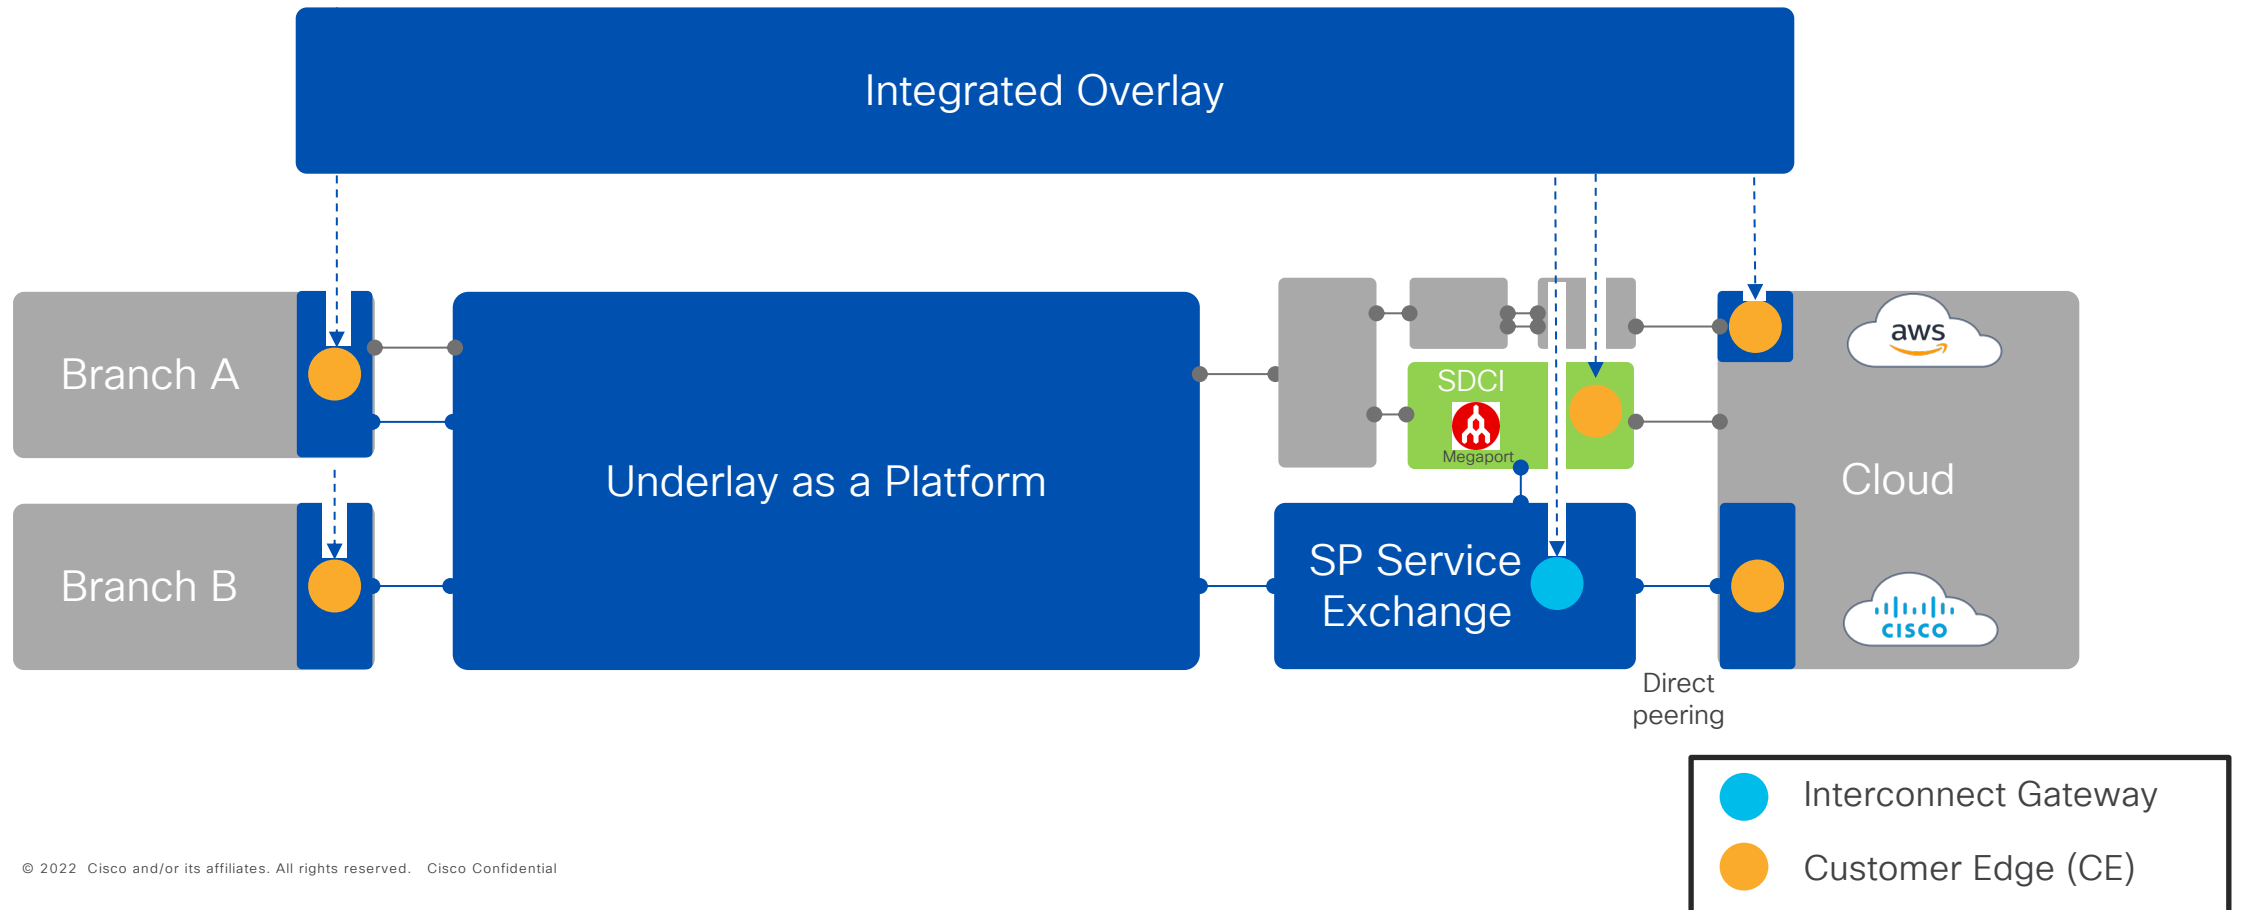 Integrated Overlay
Branch A
Underlay as a Platform
SDCI
Megaport
aws
Cloud
Branch B
SP Service
Exchange
CISCO
Direct
peering
Interconnect Gateway
Customer Edge (CE)
© 2022 Cisco and/or its affiliates. All rights reserved. Cisco Confidential